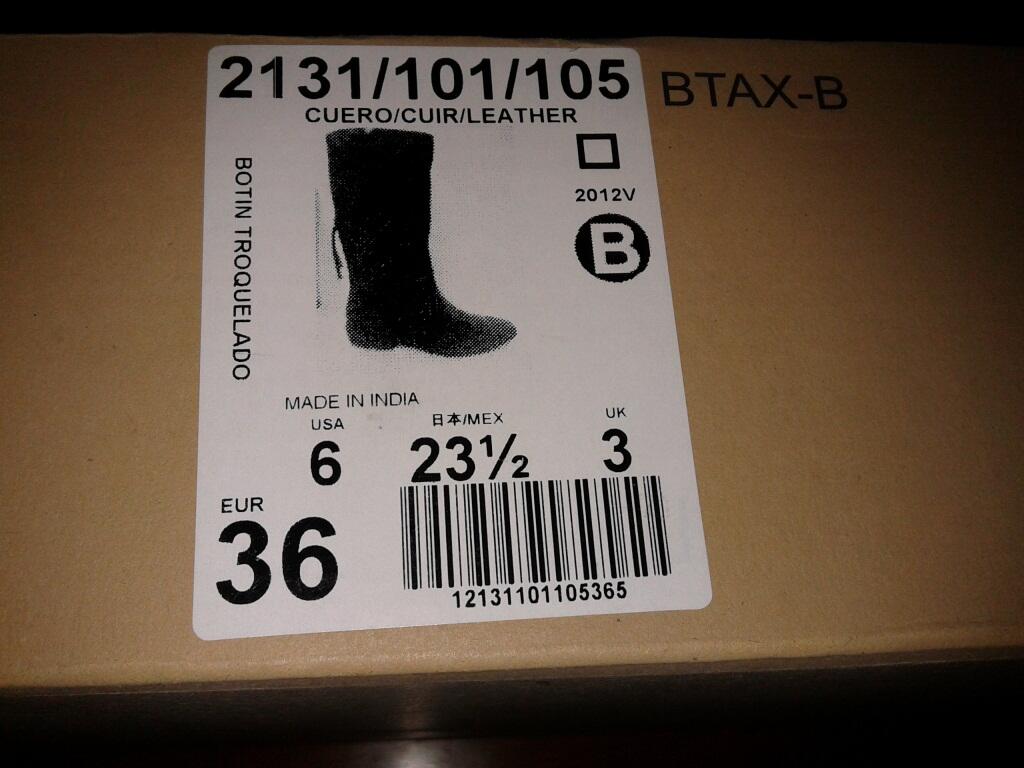 2131/101/105
BTAX-B
CUERO/CUIR/LEATHER
BOTIN TROQUELADO
2012V
B
MADE IN INDIA
USA
6
日本/MEX
23½
UK
3
EUR
36
12131101105365